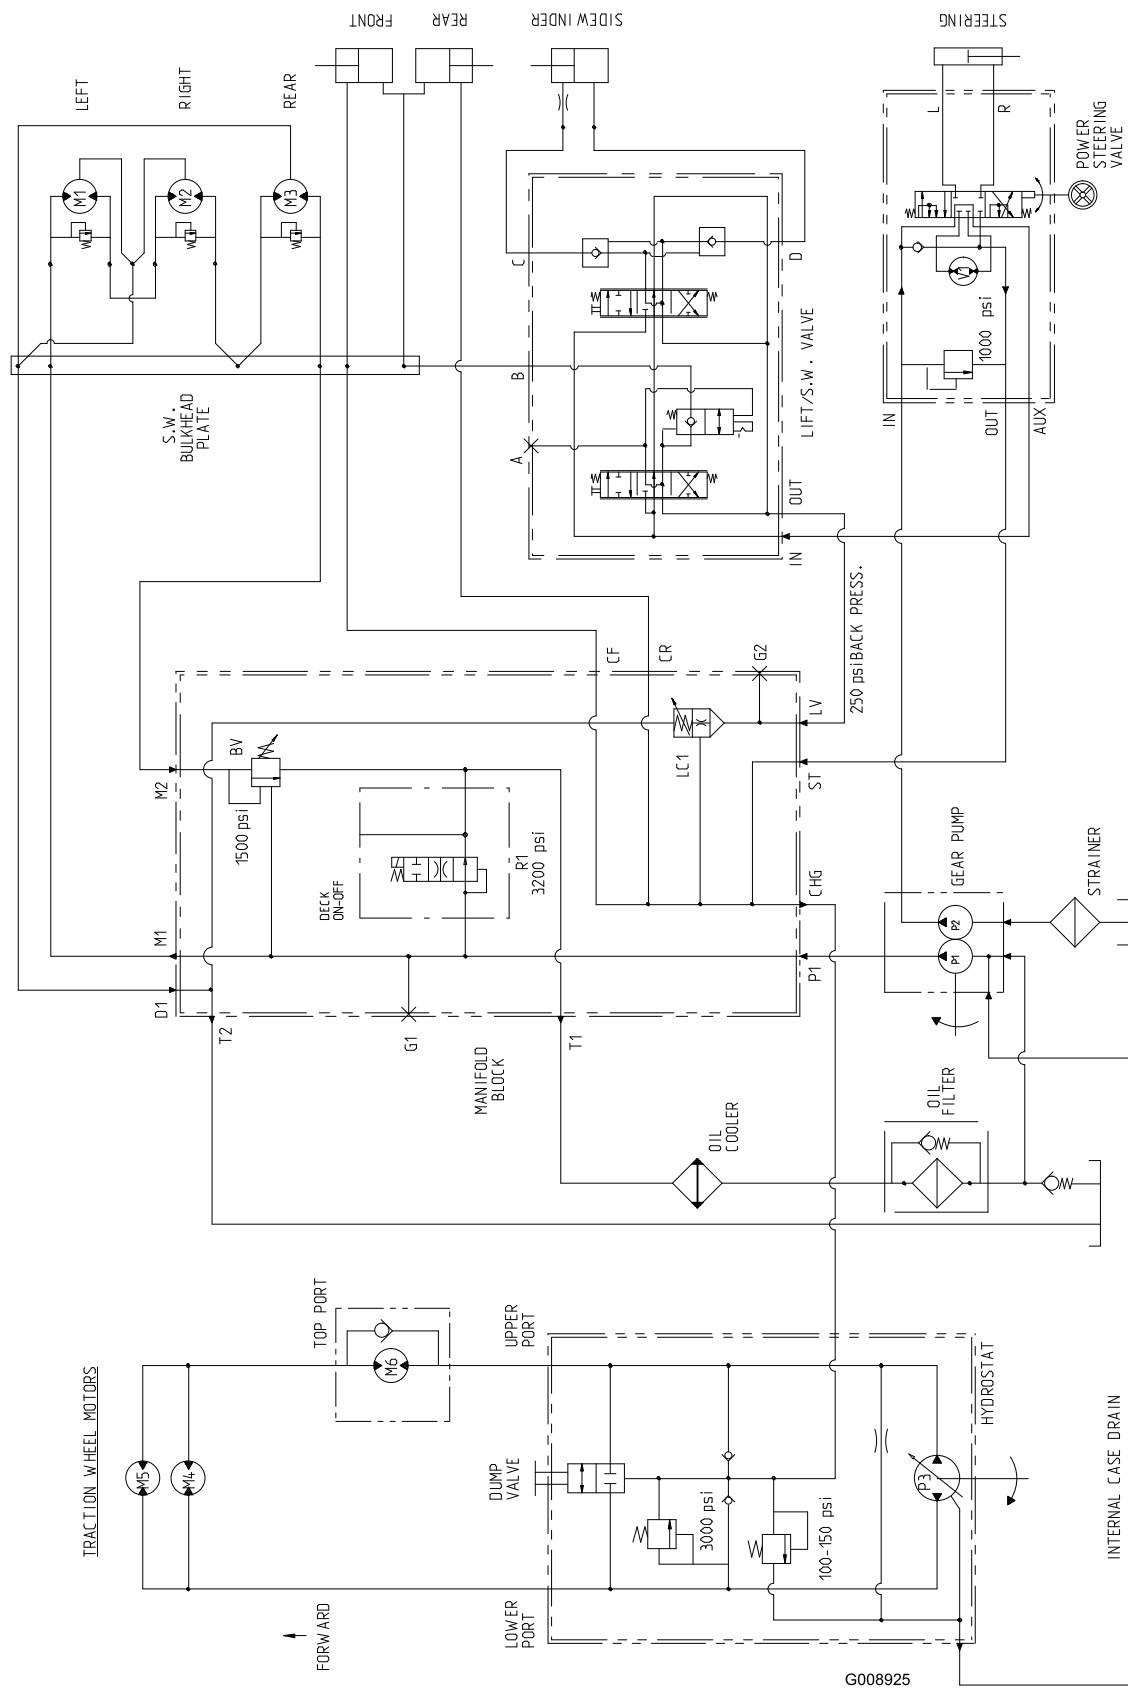 FRONT
REAR
SIDEWINDER
STEERING
LEFT
RIGHT
REAR
M1
M2
M3
L
R
POWER
STEERING
VALVE
C
D
V1
1000 psi
S.W.
BULKHEAD
PLATE
B
A
LIFT/S.W. VALVE
IN
OUT
AUX
OUT
IN
250 psi BACK PRESS.
CF
CR
G2
LV
M2
BV
1500 psi
LC1
ST
DECK
ON-OFF
R1
3200 psi
CHG
GEAR PUMP
STRAINER
M1
P1
P2
P1
D1
T2
G1
T1
MANIFOLD
BLOCK
OIL
COOLER
OIL
FILTER
TRACTION WHEEL MOTORS
TOP PORT
M6
UPPER
PORT
HYDROSTAT
M5
M4
DUMP
VALVE
3000 psi
100-150 psi
P3
INTERNAL CASE DRAIN
FORWARD
LOWER
PORT
G008925